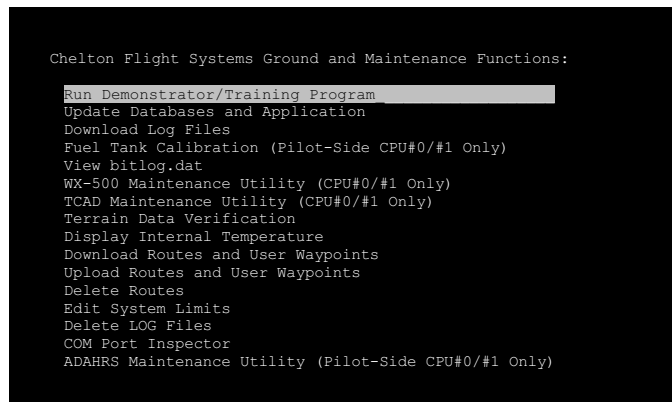 Chelton Flight Systems Ground and Maintenance Functions:
Run Demonstrator/Training Program
Update Databases and Application
Download Log Files
Fuel Tank Calibration (Pilot-Side CPU#0/#1 Only)
View bitlog.dat
WX-500 Maintenance Utility (CPU#0/#1 Only)
TCAD Maintenance Utility (CPU#0/#1 Only)
Terrain Data Verification
Display Internal Temperature
Download Routes and User Waypoints
Upload Routes and User Waypoints
Delete Routes
Edit System Limits
Delete LOG Files
COM Port Inspector
ADAHRS Maintenance Utility (Pilot-Side CPU#0/#1 Only)